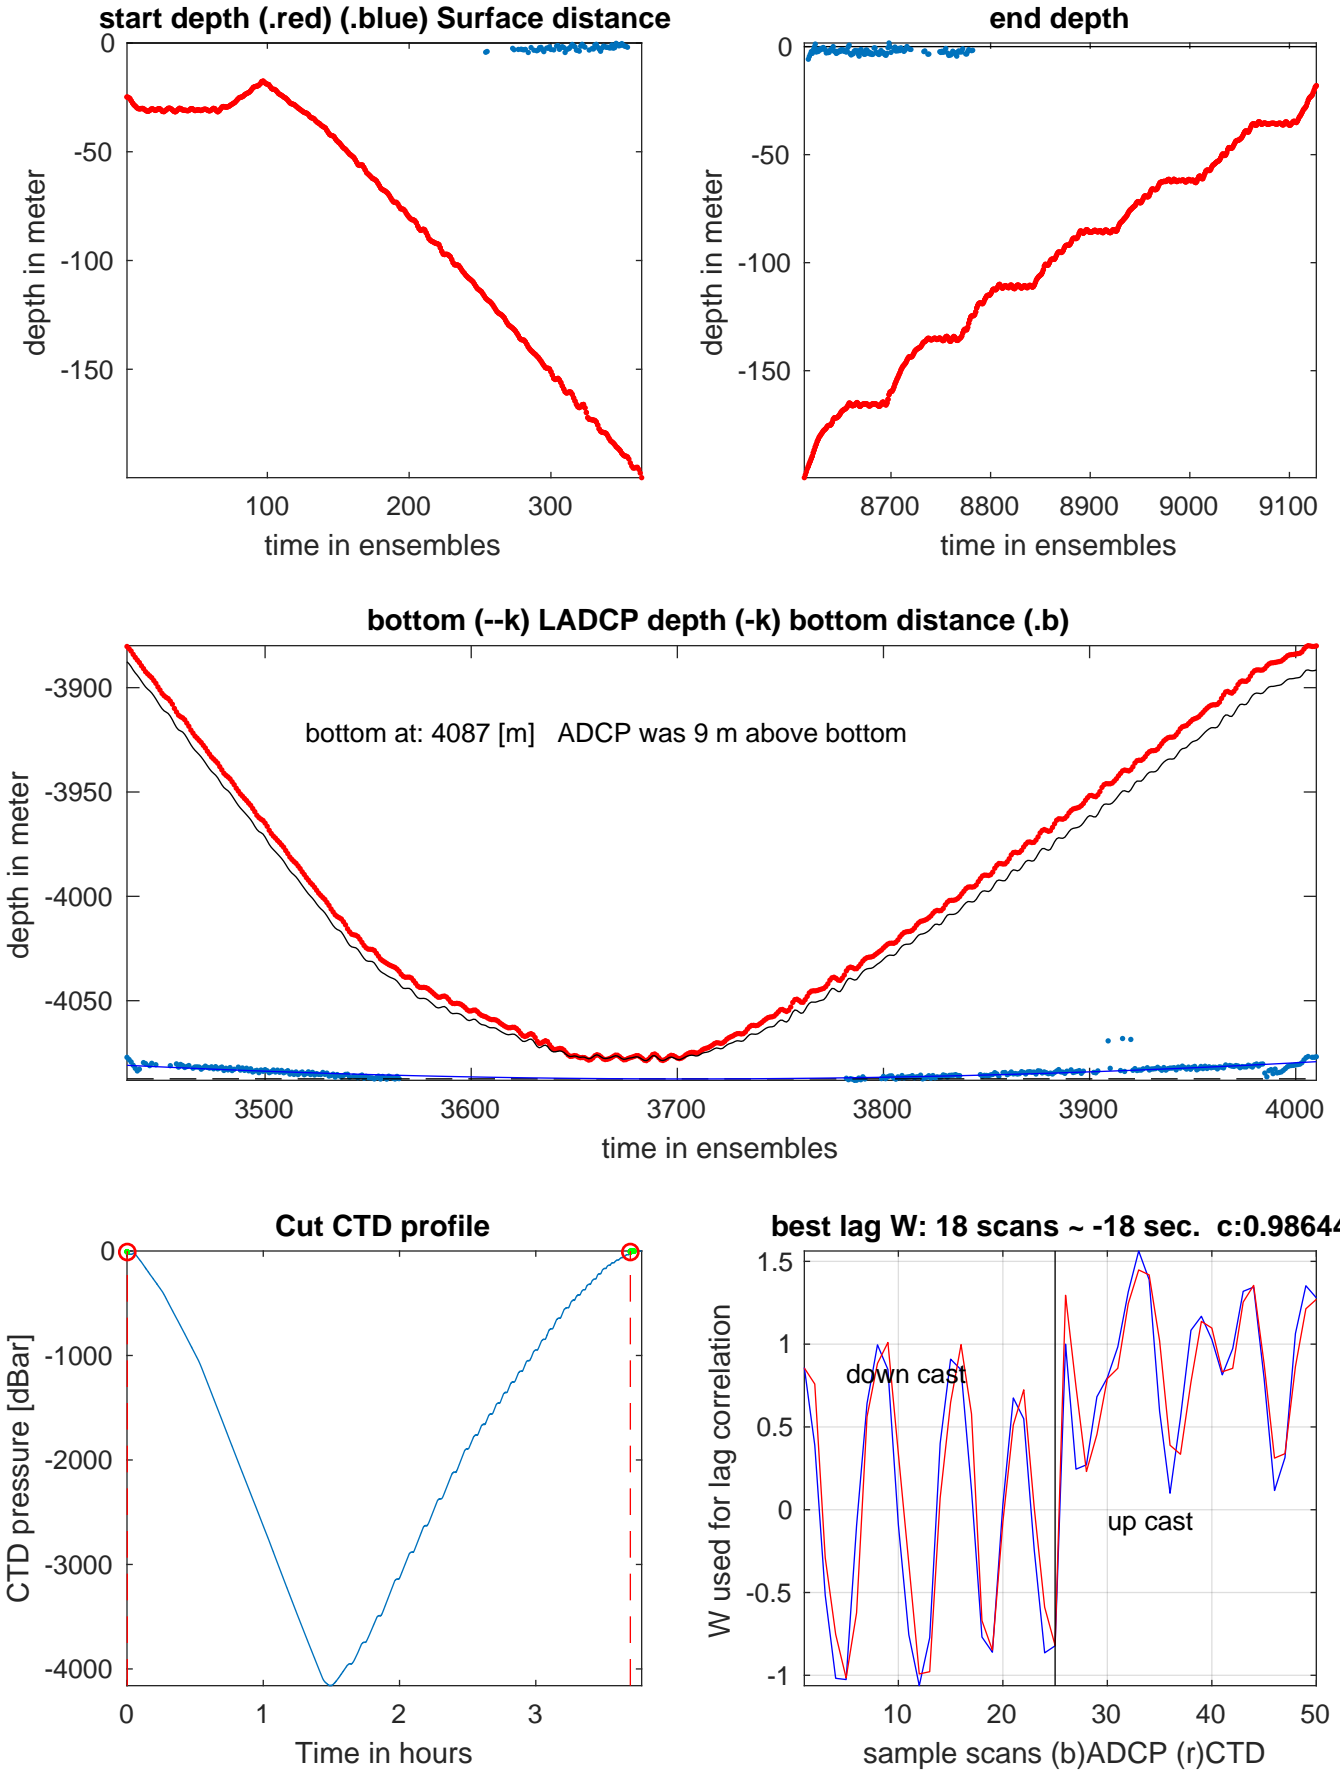 start depth (.red) (.blue) Surface distance
0
-50
-100
-150
depth in meter
100
200
300
time in ensembles
end depth
0
-50
-100
-150
depth in meter
8700
8800
8900
9000
9100
time in ensembles
bottom (--k) LADCP depth (-k) bottom distance (.b)
-3900
-3950
-4000
-4050
depth in meter
bottom at: 4087 [m] ADCP was 9 m above bottom
3500
3600
3700
3800
3900
4000
time in ensembles
Cut CTD profile
0
-1000
-2000
-3000
-4000
CTD pressure [dBar]
0
1
2
3
Time in hours
best lag W: 18 scans ~ -18 sec. c:0.98644
1.5
1
0.5
0
-0.5
-1
W used for lag correlation
down cast
up cast
10
20
30
40
50
sample scans (b)ADCP (r)CTD